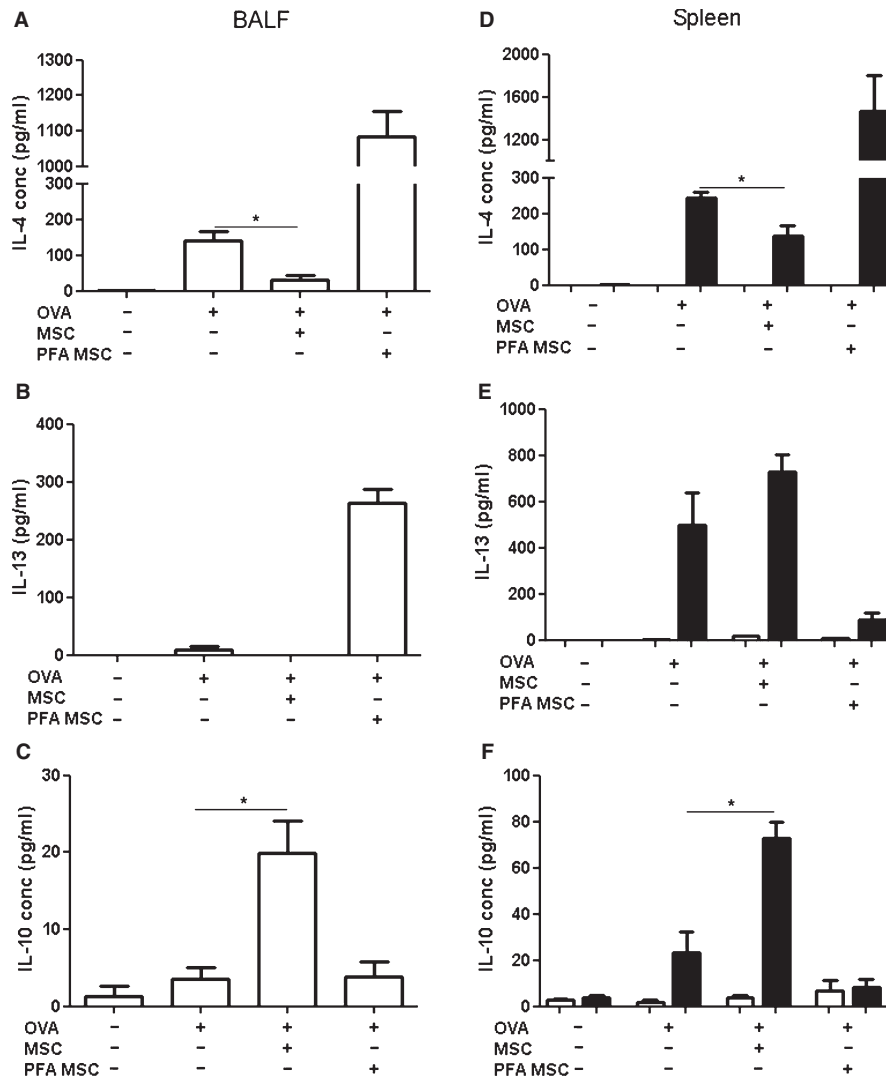 A
BALF
IL-4 conc (pg/ml)
1300
1200
1100
1000
300
200
100
0
OVA – + + +
MSC – – + –
PFA MSC – – – +
B
IL-13 (pg/ml)
400
300
200
100
0
OVA – + + +
MSC – – + –
PFA MSC – – – +
C
IL-10 conc (pg/ml)
30
20
10
0
*
*
OVA – + + +
MSC – – + –
PFA MSC – – – +
D
Spleen
IL-4 conc (pg/ml)
2000
1600
1200
300
200
100
0
*
OVA – + + +
MSC – – + –
PFA MSC – – – +
E
IL-13 (pg/ml)
1000
800
600
400
200
0
OVA – + + +
MSC – – + –
PFA MSC – – – +
F
IL-10 conc (pg/ml)
100
80
60
40
20
0
*
OVA – + + +
MSC – – + –
PFA MSC – – – +